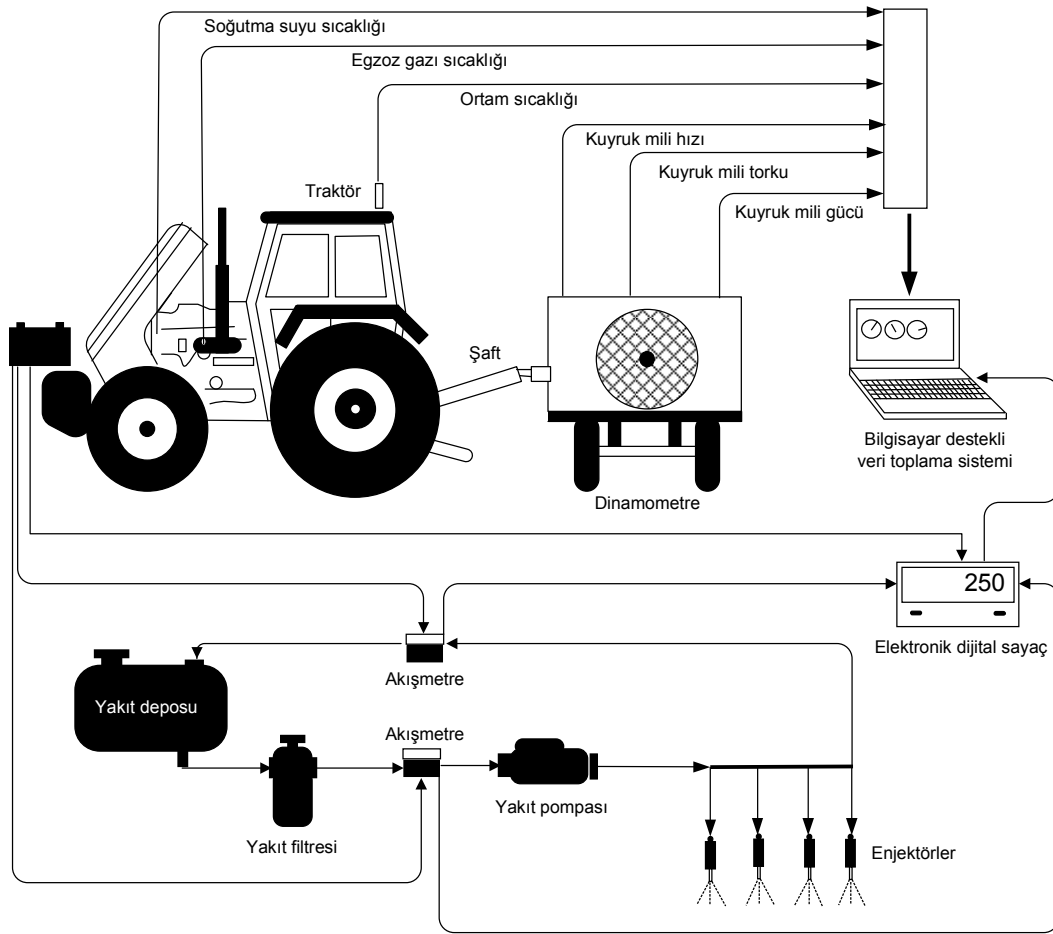 Soğutma suyu sıcaklığı
Egzoz gazı sıcaklığı
Ortam sıcaklığı
Kuyruk mili hızı
Kuyruk mili torku
Kuyruk mili gücü
Traktör
Şaft
Dinamometre
Bilgisayar destekli
veri toplama sistemi
250
Elektronik dijital sayaç
Akışmetre
Yakıt deposu
Akışmetre
Yakıt filtresi
Yakıt pompası
Enjektörler